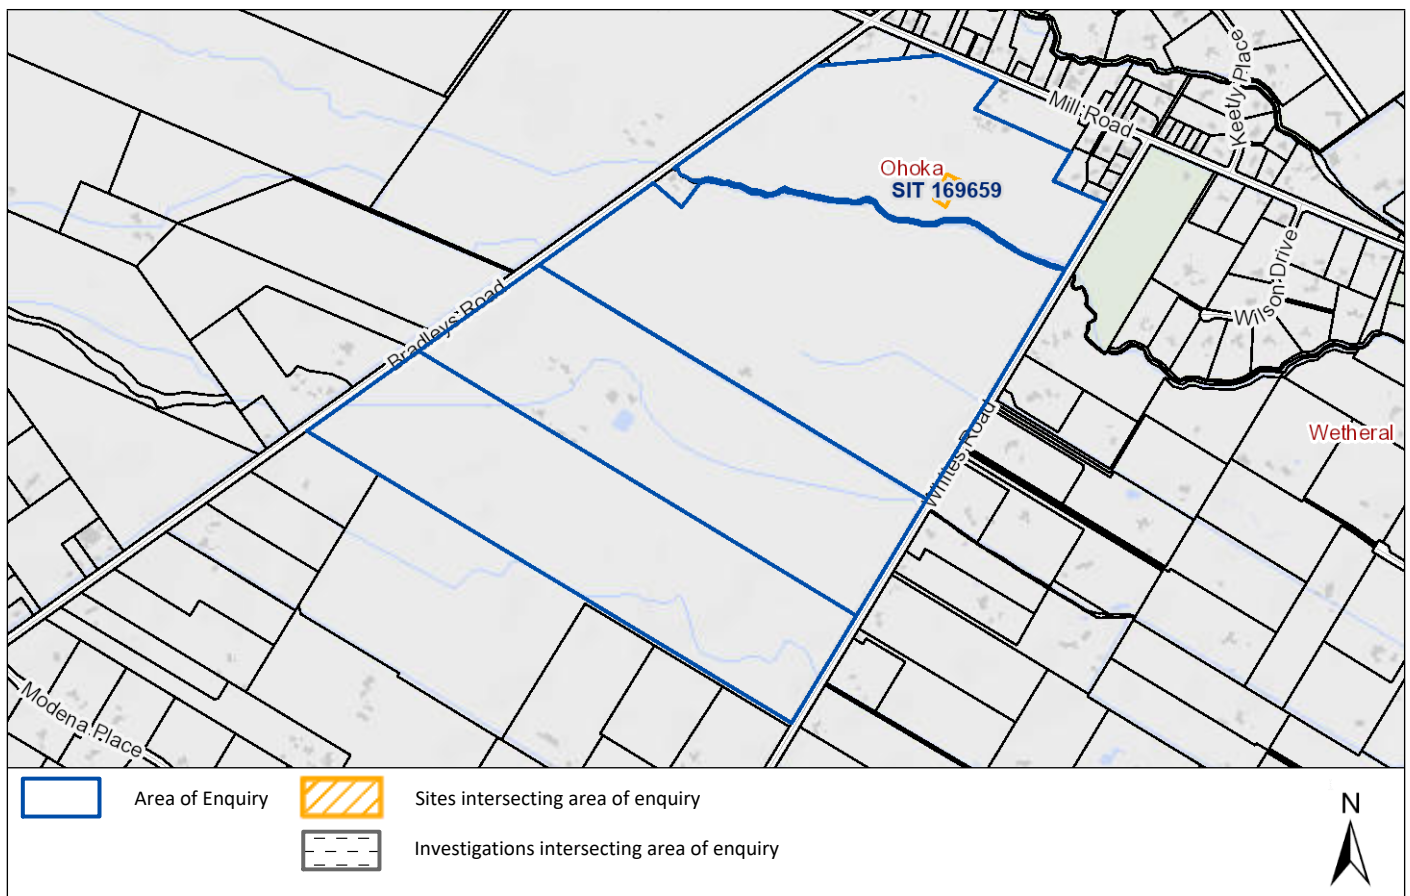 Keetly Place
Mill Road
Ohoka
SIT 169659
Wilson Drive
Bradleys Road
Whites Road
Wetheral
Modena Place
Area of Enquiry
Sites intersecting area of enquiry
Investigations intersecting area of enquiry
N